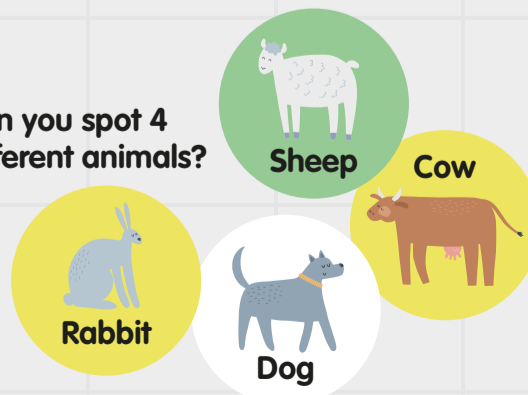 n you spot 4
ferent animals?
Sheep
Cow
Rabbit
Dog